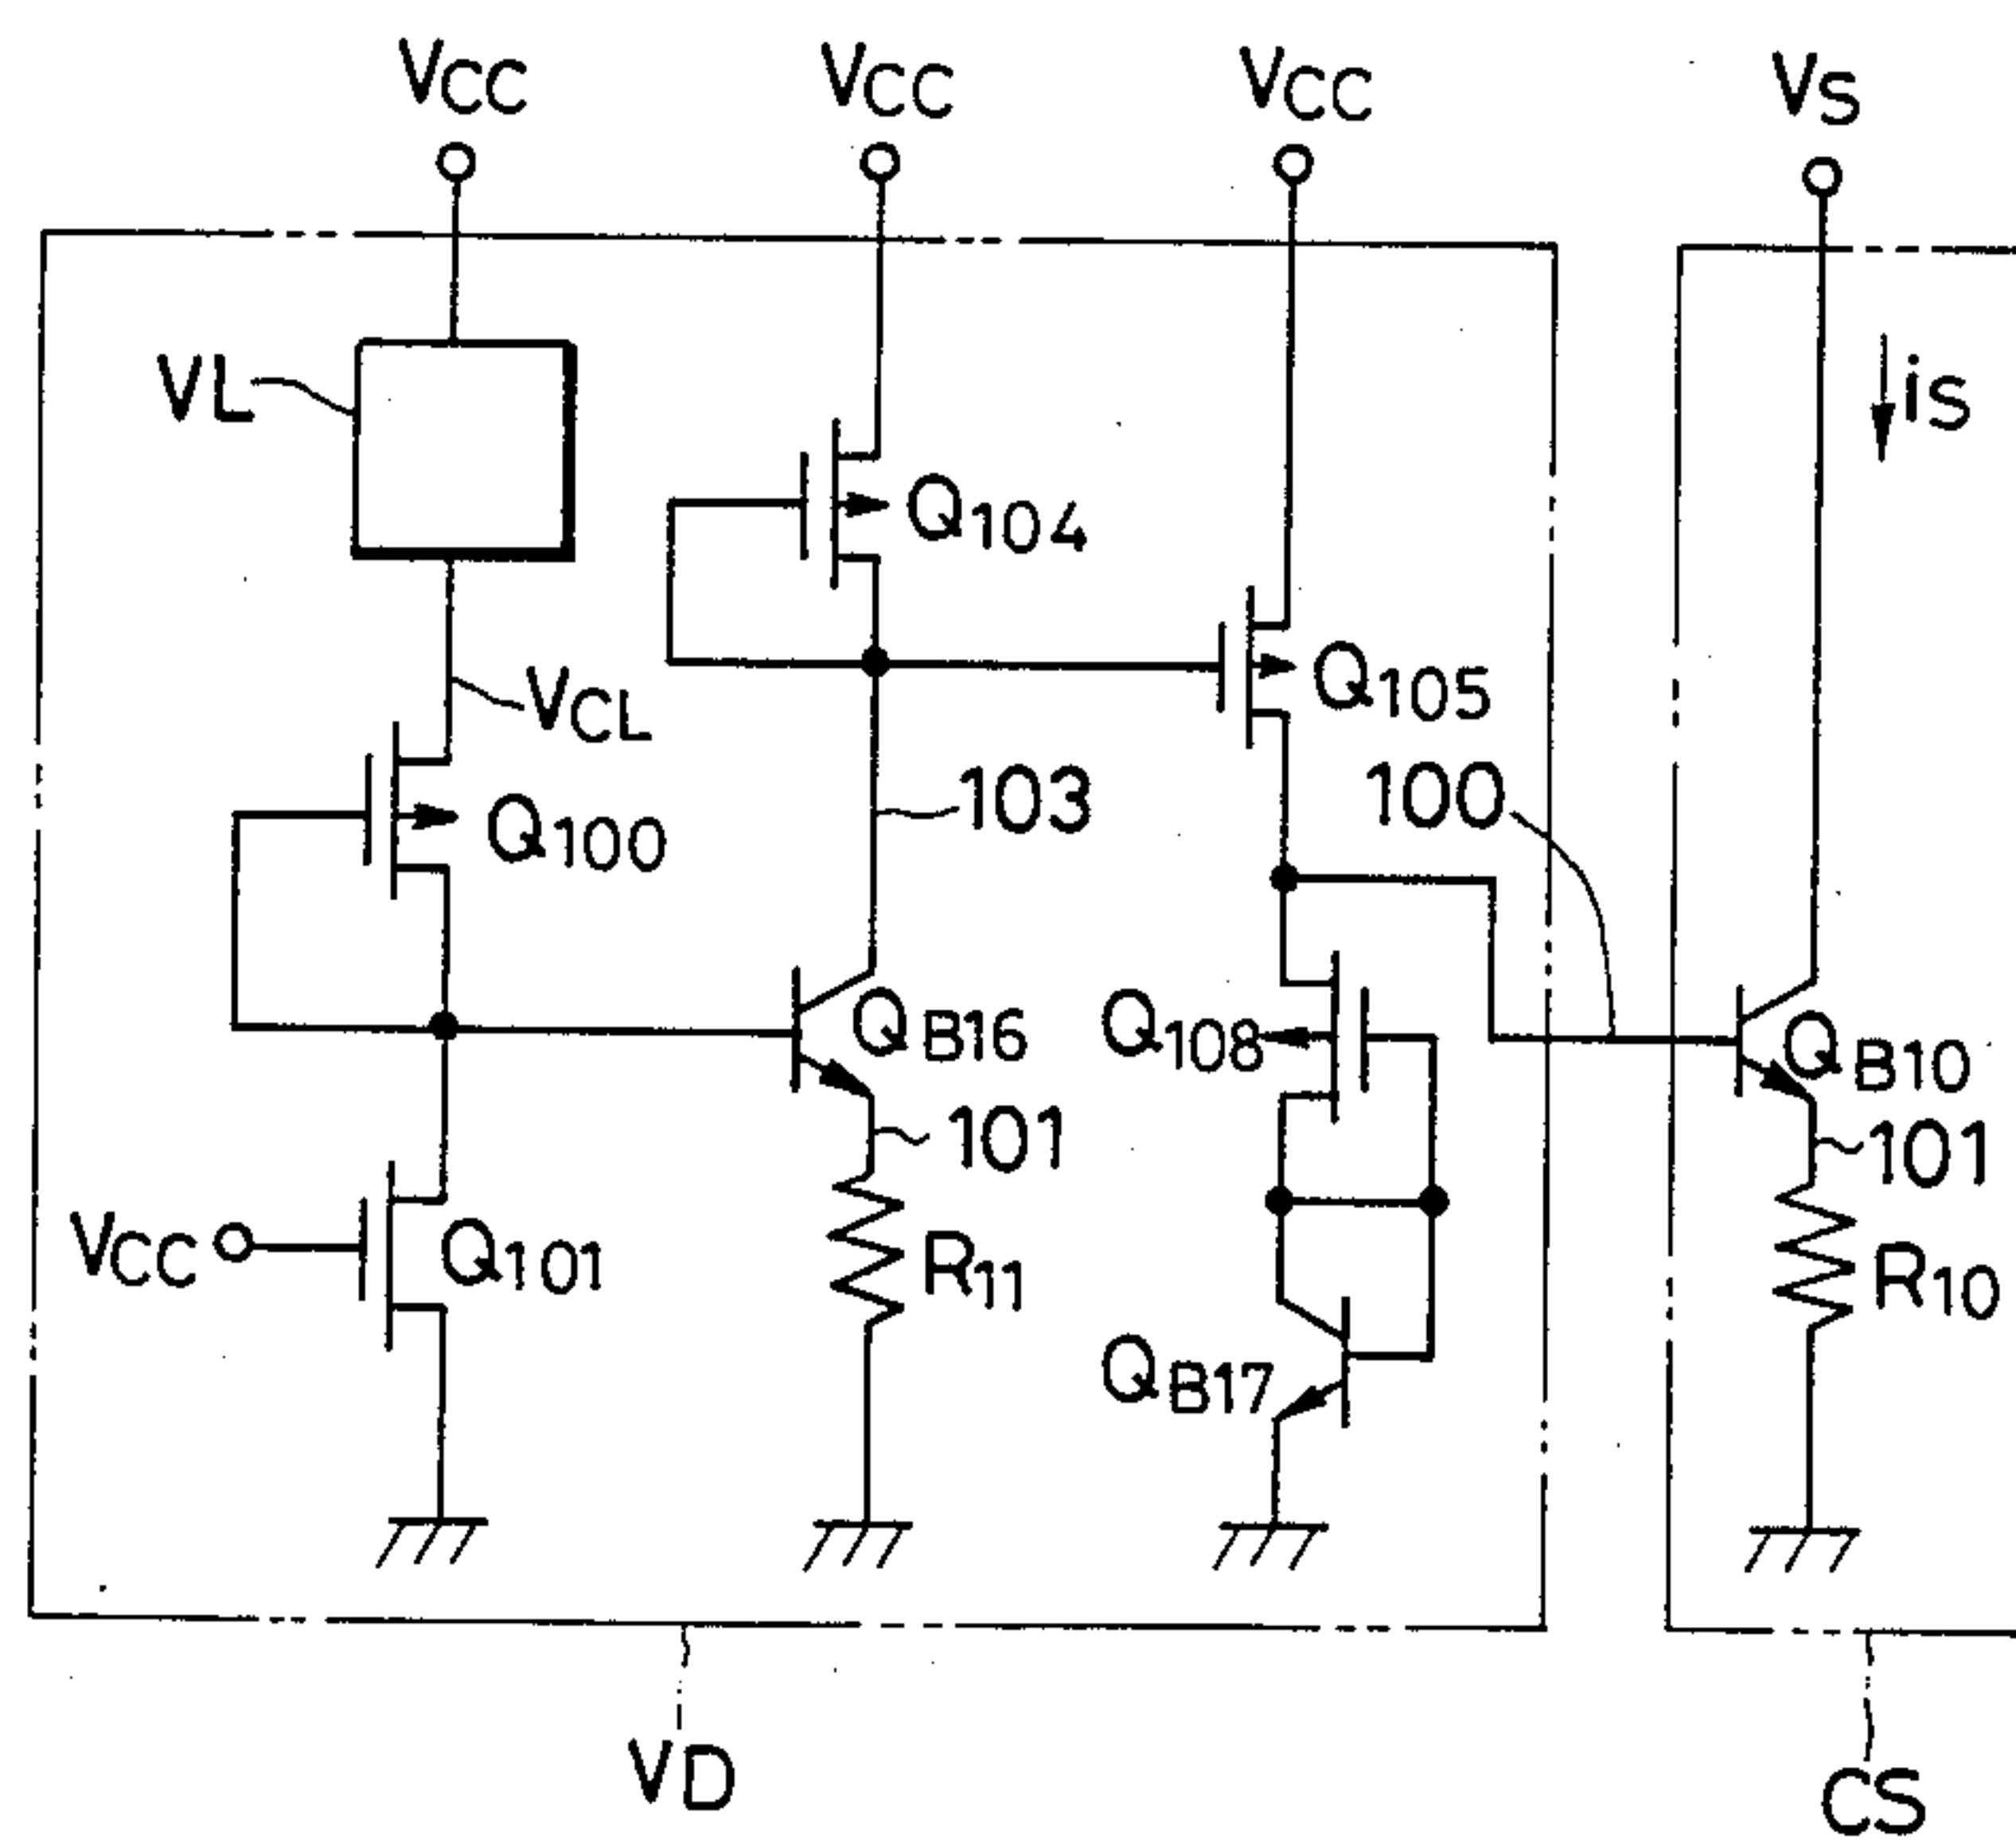 VCC VCC VCC VS
VL iS
Q104
Q105
VCL
103 100
Q100
QB16 Q108 QB10
101 101
VCC Q101 R11 R10
QB17
VD
CS